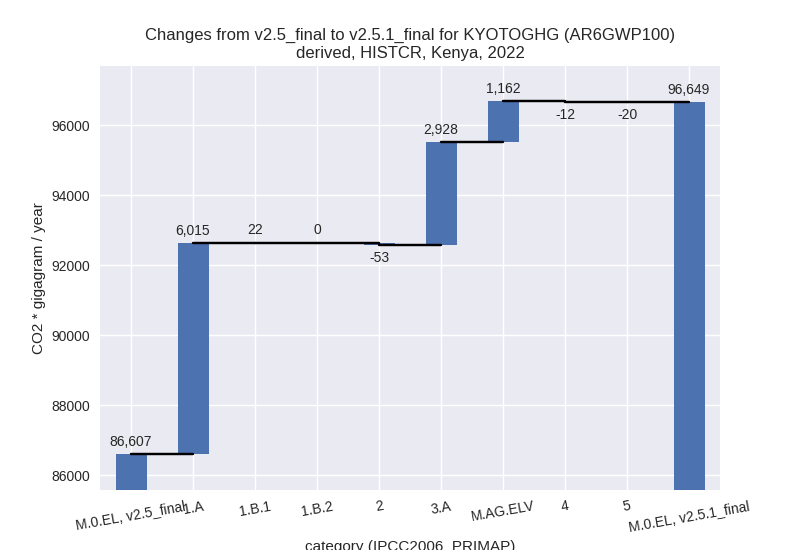 Changes from v2.5_final to v2.5.1_final for KYOTOGHG (AR6GWP100)
derived, HISTCR, Kenya, 2022
CO2 * gigagram / year
96000
94000
92000
90000
88000
86000
86,607
6,015
22
0
-53
2,928
1,162
-12
-20
96,649
M.0.EL, v2.5_final
1.A
1.B.1
1.B.2
2
3.A
M.AG.ELV
4
5
M.0.EL, v2.5.1_final
category (IPCC2006_PRIMAP)